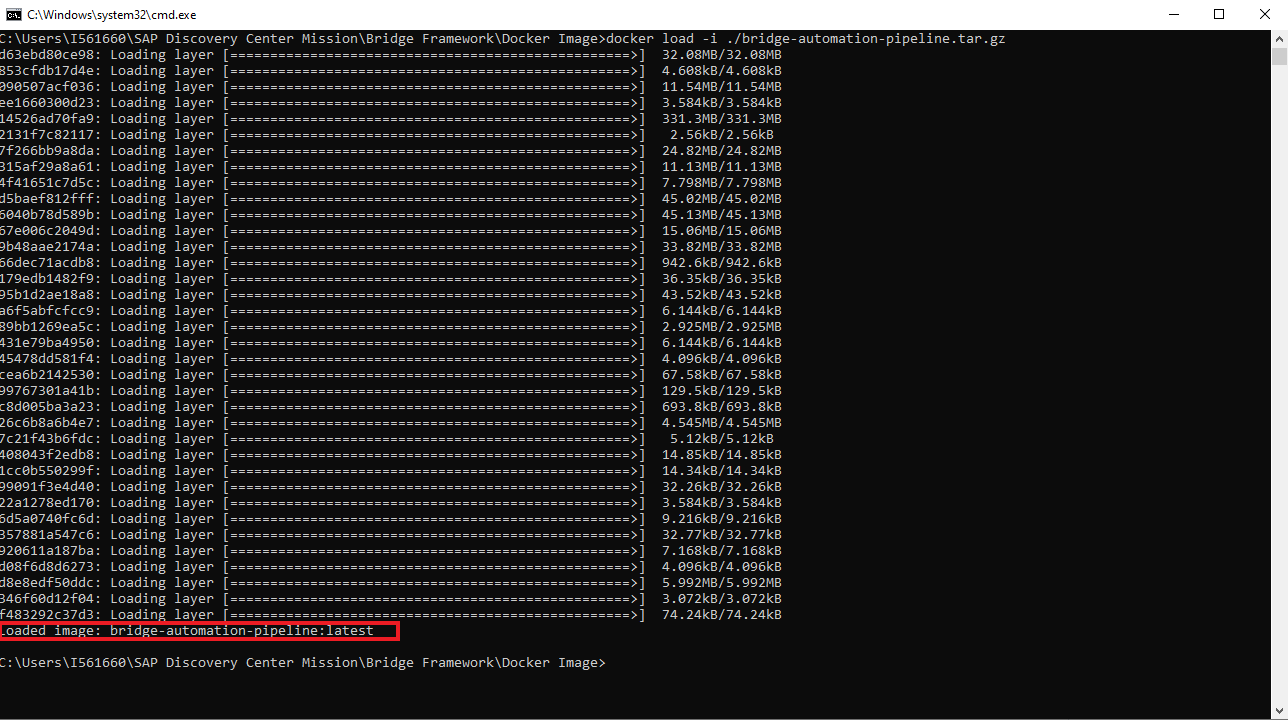 C:\Windows\system32\cmd.exe
C:\Users\I561660\SAP Discovery Center Mission\Bridge Framework\Docker Image>docker load -i ./bridge-automation-pipeline.tar.gz
d63ebd80ce98: Loading layer [==================================================>]  32.08MB/32.08MB
853cfdb17d4e: Loading layer [==================================================>]  4.608kB/4.608kB
090507acf036: Loading layer [==================================================>]  11.54MB/11.54MB
ee1660300d23: Loading layer [==================================================>]  3.584kB/3.584kB
14526ad70fa9: Loading layer [==================================================>]  331.3MB/331.3MB
2131f7c82117: Loading layer [==================================================>]   2.56kB/2.56kB
7f266bb9a8da: Loading layer [==================================================>]  24.82MB/24.82MB
315af29a8a61: Loading layer [==================================================>]  11.13MB/11.13MB
4f41651c7d5c: Loading layer [==================================================>]  7.798MB/7.798MB
d5baef812fff: Loading layer [==================================================>]  45.02MB/45.02MB
6040b78d589b: Loading layer [==================================================>]  45.13MB/45.13MB
67e006c2049d: Loading layer [==================================================>]  15.06MB/15.06MB
9b48aae2174a: Loading layer [==================================================>]  33.82MB/33.82MB
66dec71acdb8: Loading layer [==================================================>]  942.6kB/942.6kB
179edb1482f9: Loading layer [==================================================>]  36.35kB/36.35kB
95b1d2ae18a8: Loading layer [==================================================>]  43.52kB/43.52kB
a6f5abfcfcc9: Loading layer [==================================================>]  6.144kB/6.144kB
89bb1269ea5c: Loading layer [==================================================>]  2.925MB/2.925MB
431e79ba4950: Loading layer [==================================================>]  6.144kB/6.144kB
45478dd581f4: Loading layer [==================================================>]  4.096kB/4.096kB
cea6b2142530: Loading layer [==================================================>]  67.58kB/67.58kB
99767301a41b: Loading layer [==================================================>]  129.5kB/129.5kB
c8d005ba3a23: Loading layer [==================================================>]  693.8kB/693.8kB
26c6b8a6b4e7: Loading layer [==================================================>]  4.545MB/4.545MB
7c21f43b6fdc: Loading layer [==================================================>]   5.12kB/5.12kB
408043f2edb8: Loading layer [==================================================>]  14.85kB/14.85kB
1cc0b550299f: Loading layer [==================================================>]  14.34kB/14.34kB
99091f3e4d40: Loading layer [==================================================>]  32.26kB/32.26kB
22a1278ed170: Loading layer [==================================================>]  3.584kB/3.584kB
6d5a0740fc6d: Loading layer [==================================================>]  9.216kB/9.216kB
357881a547c6: Loading layer [==================================================>]  32.77kB/32.77kB
920611a187ba: Loading layer [==================================================>]  7.168kB/7.168kB
d08f6d8d6273: Loading layer [==================================================>]  4.096kB/4.096kB
d8e8edf50ddc: Loading layer [==================================================>]  5.992MB/5.992MB
346f60d12f04: Loading layer [==================================================>]  3.072kB/3.072kB
f483292c37d3: Loading layer [==================================================>]  74.24kB/74.24kB
Loaded image: bridge-automation-pipeline:latest
C:\Users\I561660\SAP Discovery Center Mission\Bridge Framework\Docker Image>